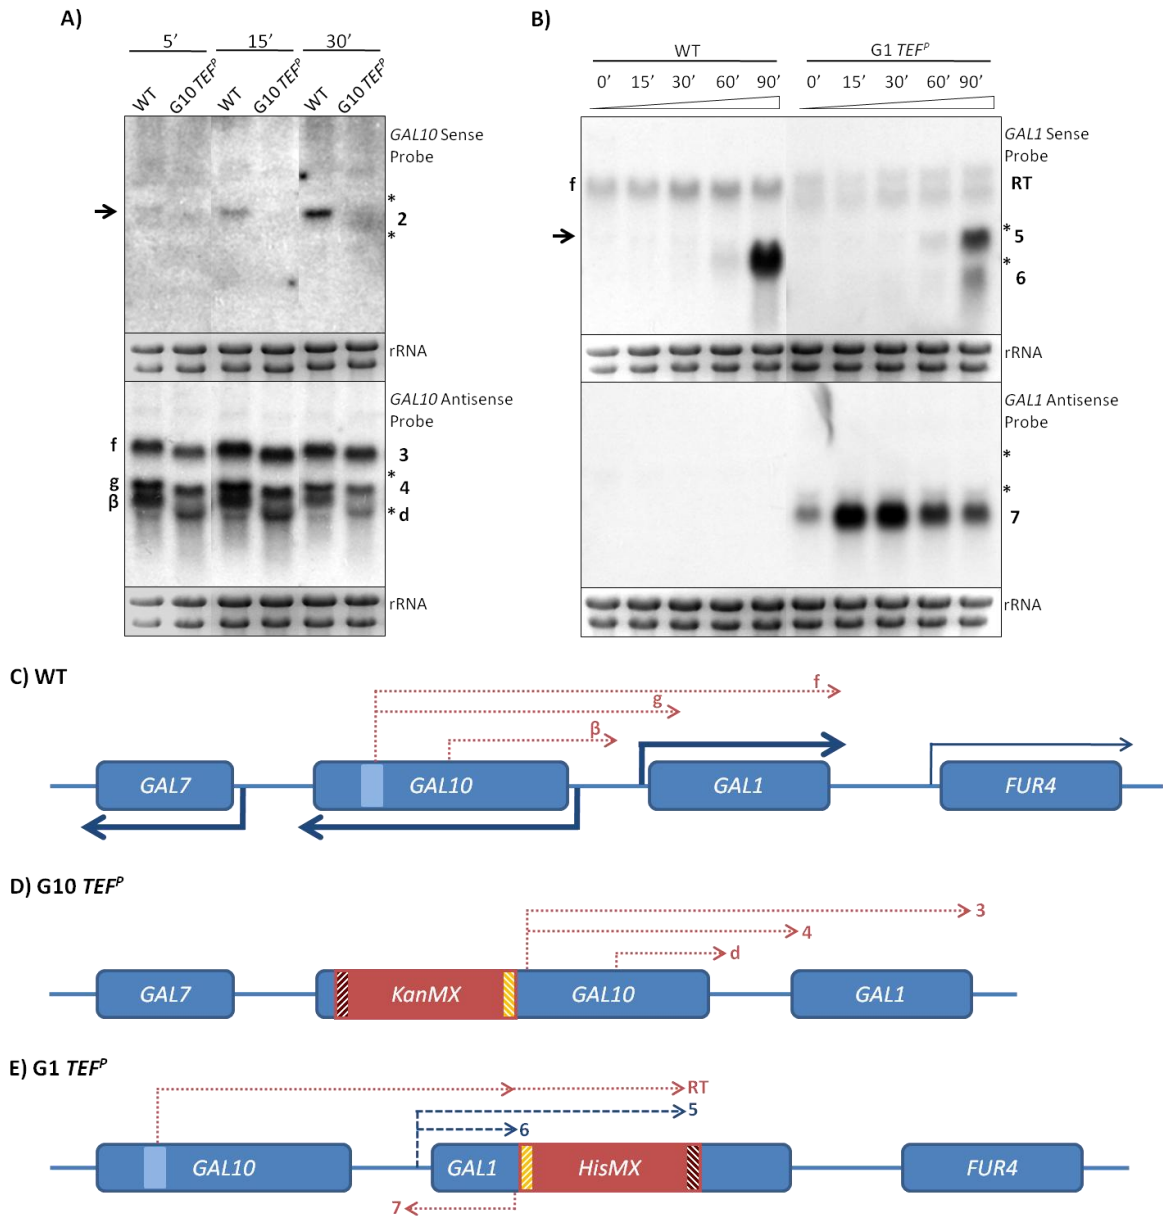 A)
5′ 15′ 30′
WT G10 TEFᴾ WT G10 TEFᴾ WT G10 TEFᴾ
GAL10 Sense
Probe
*
2
*
rRNA
GAL10 Antisense
Probe
f
3
*
g
4
β
* d
rRNA
B)
WT G1 TEFᴾ
0′ 15′ 30′ 60′ 90′ 0′ 15′ 30′ 60′ 90′
GAL1 Sense
Probe
f
RT
* 5
*
6
rRNA
GAL1 Antisense
Probe
*
*
7
rRNA
C) WT
f
g
β
GAL7 GAL10 GAL1 FUR4
D) G10 TEFᴾ
3
4
d
GAL7 KanMX GAL10 GAL1
E) G1 TEFᴾ
RT
5
6
GAL10 GAL1 HisMX FUR4
7